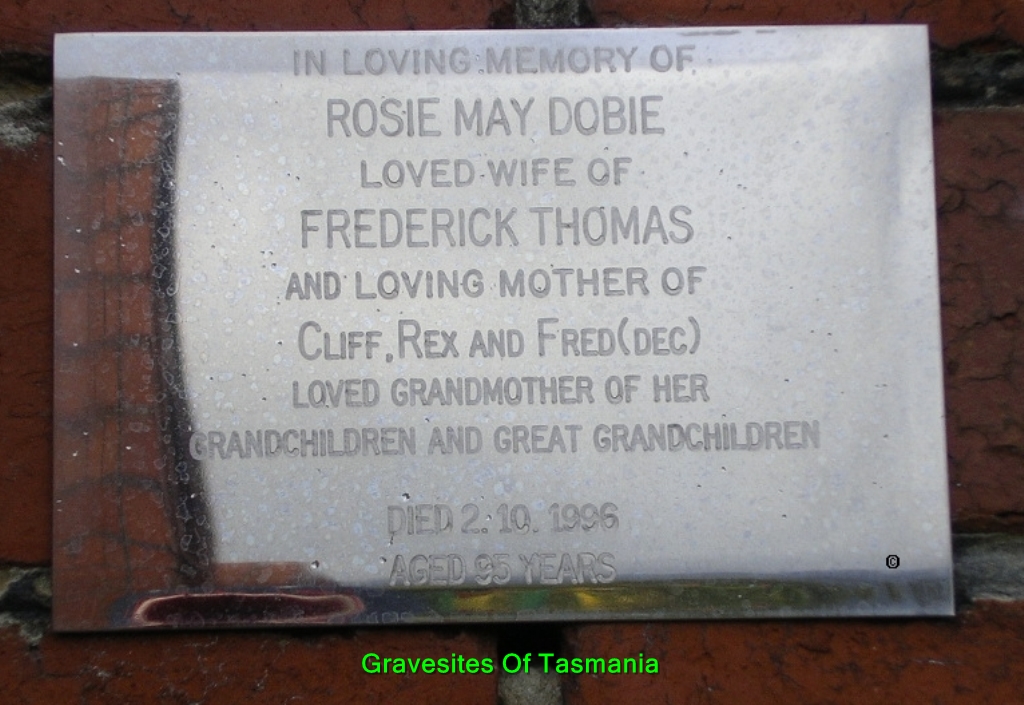 IN LOVING MEMORY OF
ROSIE MAY DOBIE
LOVED WIFE OF
FREDERICK THOMAS
AND LOVING MOTHER OF
CLIFF, REX AND FRED (DEC)
LOVED GRANDMOTHER OF HER
GRANDCHILDREN AND GREAT GRANDCHILDREN
DIED 2. 10. 1996
AGED 95 YEARS
©
Gravesites Of Tasmania